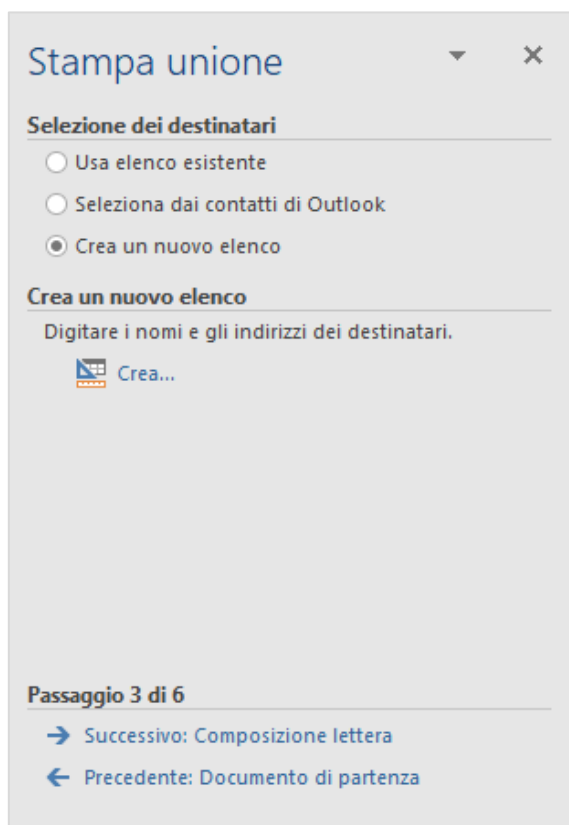 Stampa unione
Selezione dei destinatari
Usa elenco esistente
Seleziona dai contatti di Outlook
Crea un nuovo elenco
Crea un nuovo elenco
Digitare i nomi e gli indirizzi dei destinatari.
Crea...
Passaggio 3 di 6
Successivo: Composizione lettera
Precedente: Documento di partenza